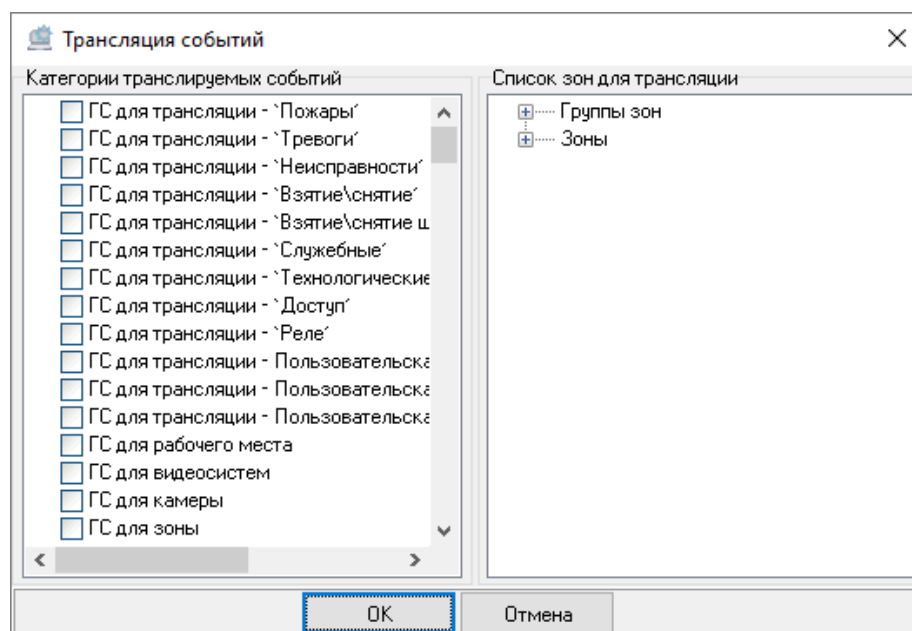 Трансляция событий
Категории транслируемых событий
ГС для трансляции - `Пожары´
ГС для трансляции - `Тревоги´
ГС для трансляции - `Неисправности´
ГС для трансляции - `Взятие\снятие´
ГС для трансляции - `Взятие\снятие ш
ГС для трансляции - `Служебные´
ГС для трансляции - `Технологические
ГС для трансляции - `Доступ´
ГС для трансляции - `Реле´
ГС для трансляции - Пользовательска
ГС для трансляции - Пользовательска
ГС для трансляции - Пользовательска
ГС для рабочего места
ГС для видеосистем
ГС для камеры
ГС для зоны
Список зон для трансляции
Группы зон
Зоны
OK
Отмена